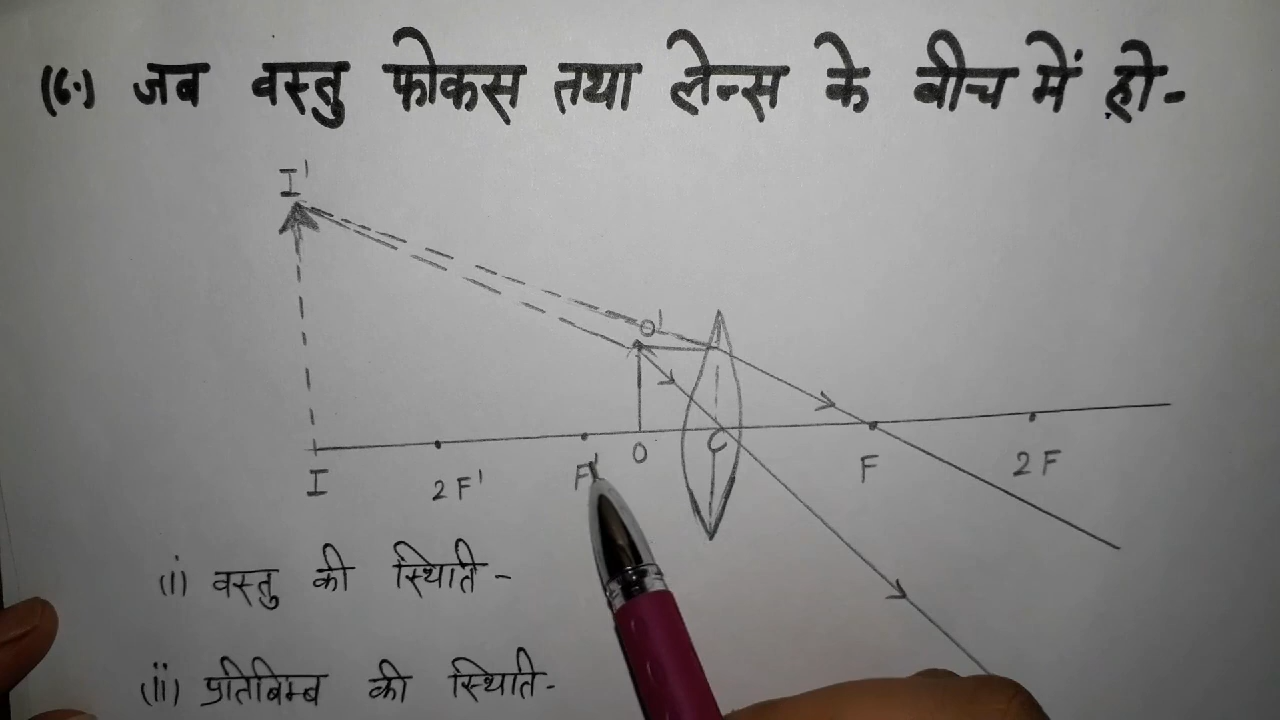 (6.) जब वस्तु फोकस तथा लेन्स के बीच में हो-
I'
O'
I 2F' F' O C F 2F
(i) वस्तु की स्थिति -
(ii) प्रतिबिम्ब की स्थिति-